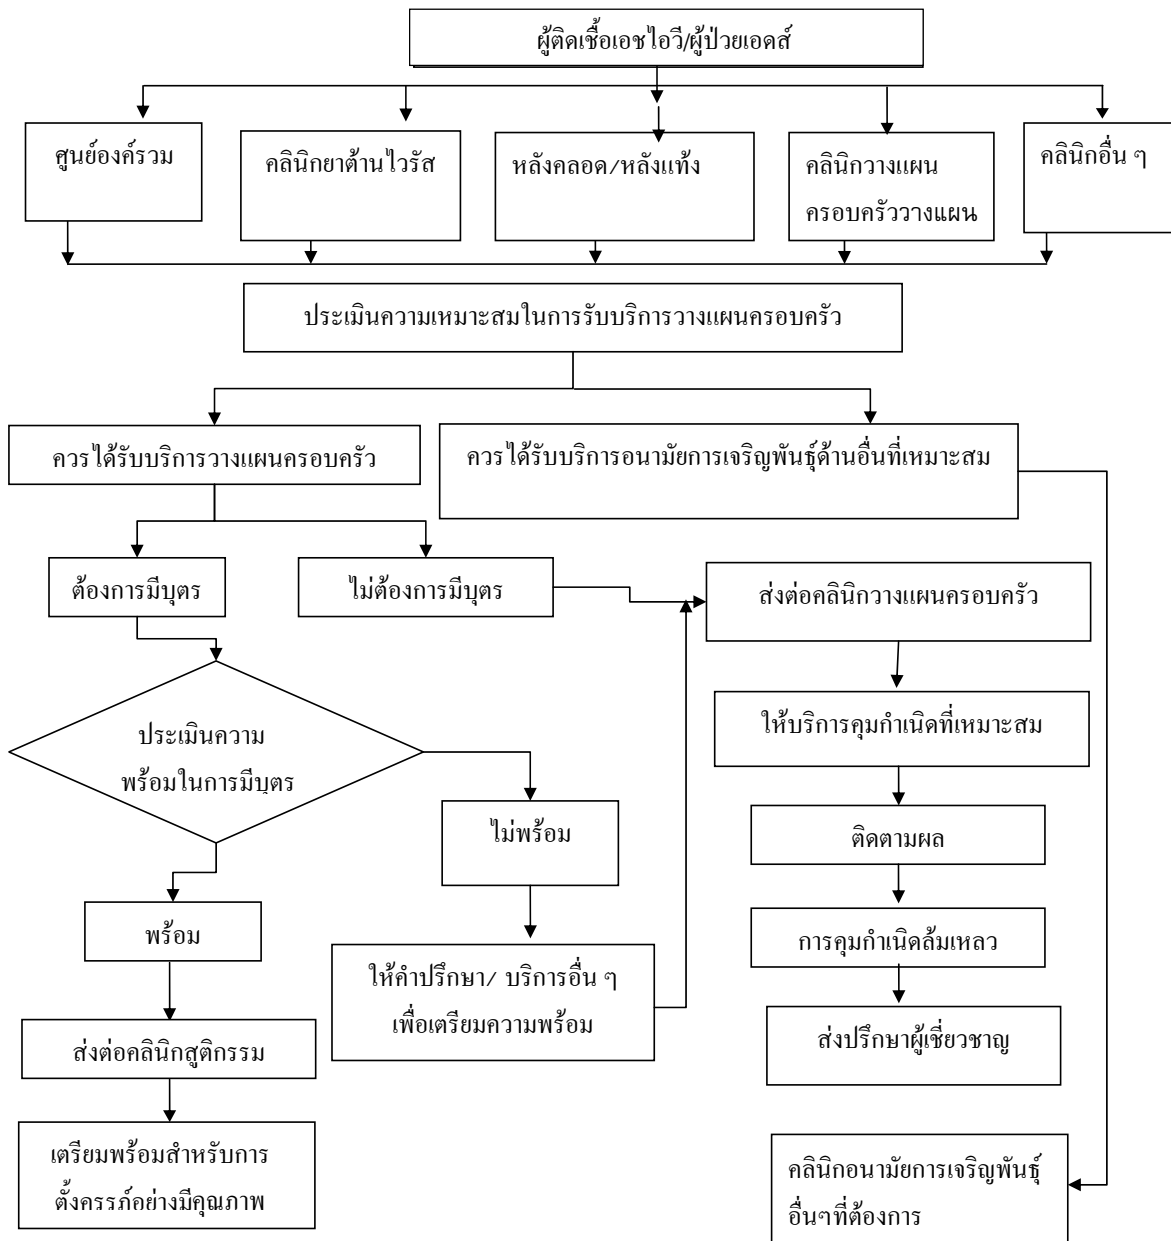 ผู้ติดเชื้อเอชไอวี/ผู้ป่วยเอดส์
ศูนย์องค์รวม
คลินิกยาต้านไวรัส
หลังคลอด/หลังแท้ง
คลินิกวางแผน
ครอบครัววางแผน
คลินิกอื่น ๆ
ประเมินความเหมาะสมในการรับบริการวางแผนครอบครัว
ควรได้รับบริการวางแผนครอบครัว
ควรได้รับบริการอนามัยการเจริญพันธุ์ด้านอื่นที่เหมาะสม
ต้องการมีบุตร
ไม่ต้องการมีบุตร
ส่งต่อคลินิกวางแผนครอบครัว
ประเมินความ
พร้อมในการมีบุตร
ให้บริการคุมกำเนิดที่เหมาะสม
ไม่พร้อม
ติดตามผล
พร้อม
การคุมกำเนิดล้มเหลว
ให้คำปรึกษา/ บริการอื่น ๆ
เพื่อเตรียมความพร้อม
ส่งต่อคลินิกสูติกรรม
ส่งปรึกษาผู้เชี่ยวชาญ
เตรียมพร้อมสำหรับการ
ตั้งครรภ์อย่างมีคุณภาพ
คลินิกอนามัยการเจริญพันธุ์
อื่นๆที่ต้องการ